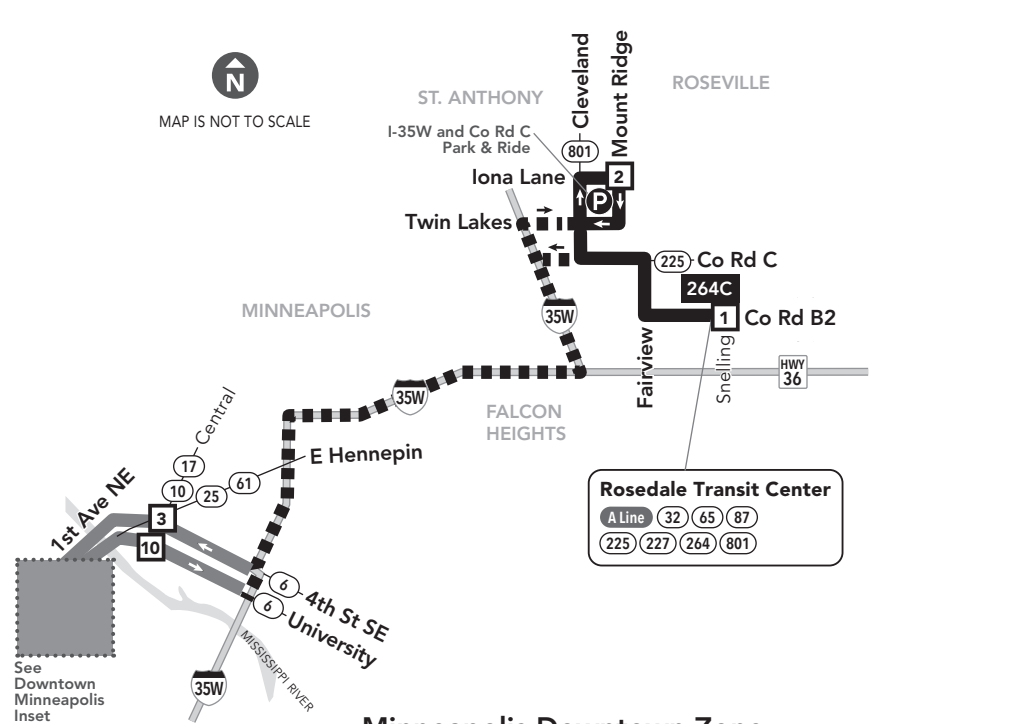 Cleveland
Mount Ridge
ROSEVILLE
N
MAP IS NOT TO SCALE
ST. ANTHONY
I-35W and Co Rd C
Park & Ride
801
Iona Lane
2
P
Twin Lakes
225
Co Rd C
264C
MINNEAPOLIS
35W
1
Co Rd B2
Fairview
Snelling
HWY
36
35W
FALCON
HEIGHTS
Central
17
E Hennepin
10
25
61
1st Ave NE
3
10
Rosedale Transit Center
A Line 32 65 87
225 227 264 801
6
4th St SE
6
University
MISSISSIPPI RIVER
See
Downtown
Minneapolis
Inset
35W
Minneapolis Downtown Zone